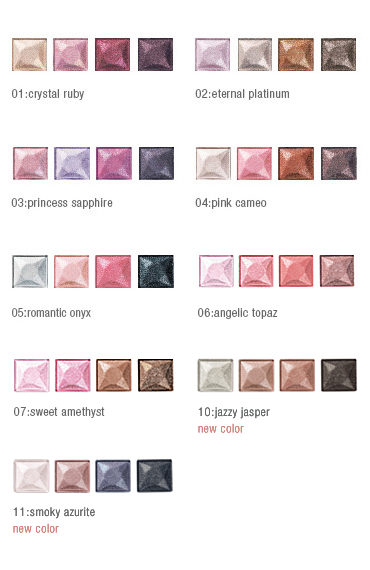 01:crystal ruby
02:eternal platinum
03:princess sapphire
04:pink cameo
05:romantic onyx
06:angelic topaz
07:sweet amethyst
10:jazzy jasper
new color
11:smoky azurite
new color